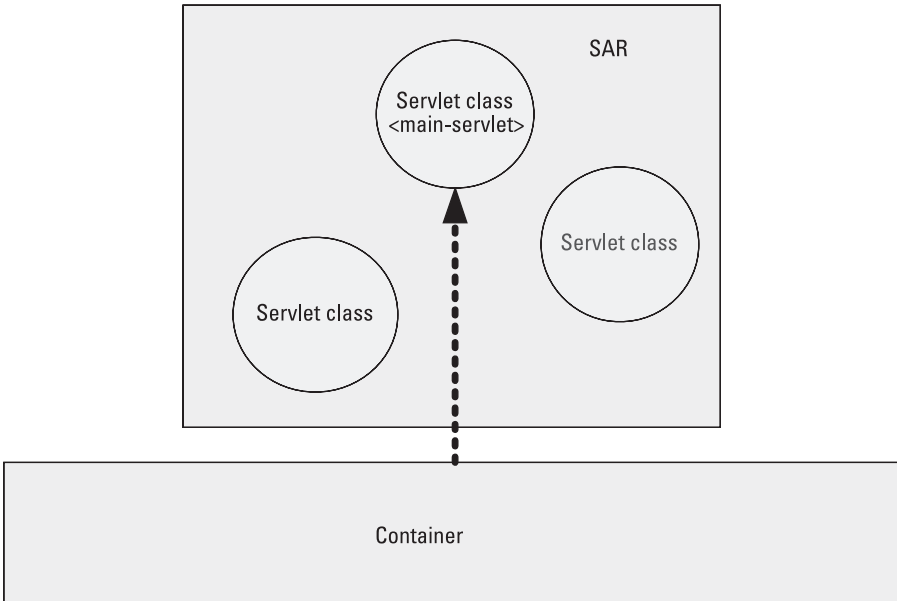 SAR
Servlet class
<main-servlet>
Servlet class
Servlet class
Container